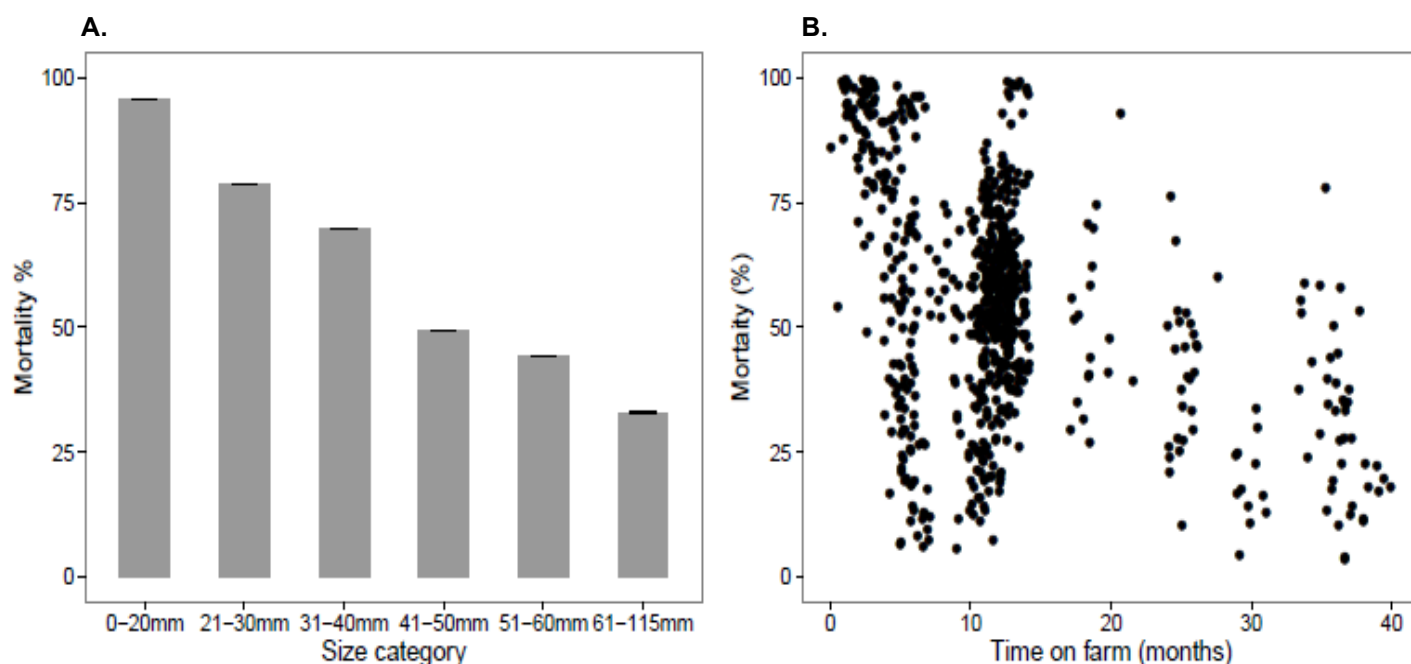 A.
100
75
50
25
0
Mortality %
0−20mm 21−30mm 31−40mm 41−50mm 51−60mm 61−115mm
Size category
B.
100
75
50
25
0
Mortaity (%)
0 10 20 30 40
Time on farm (months)